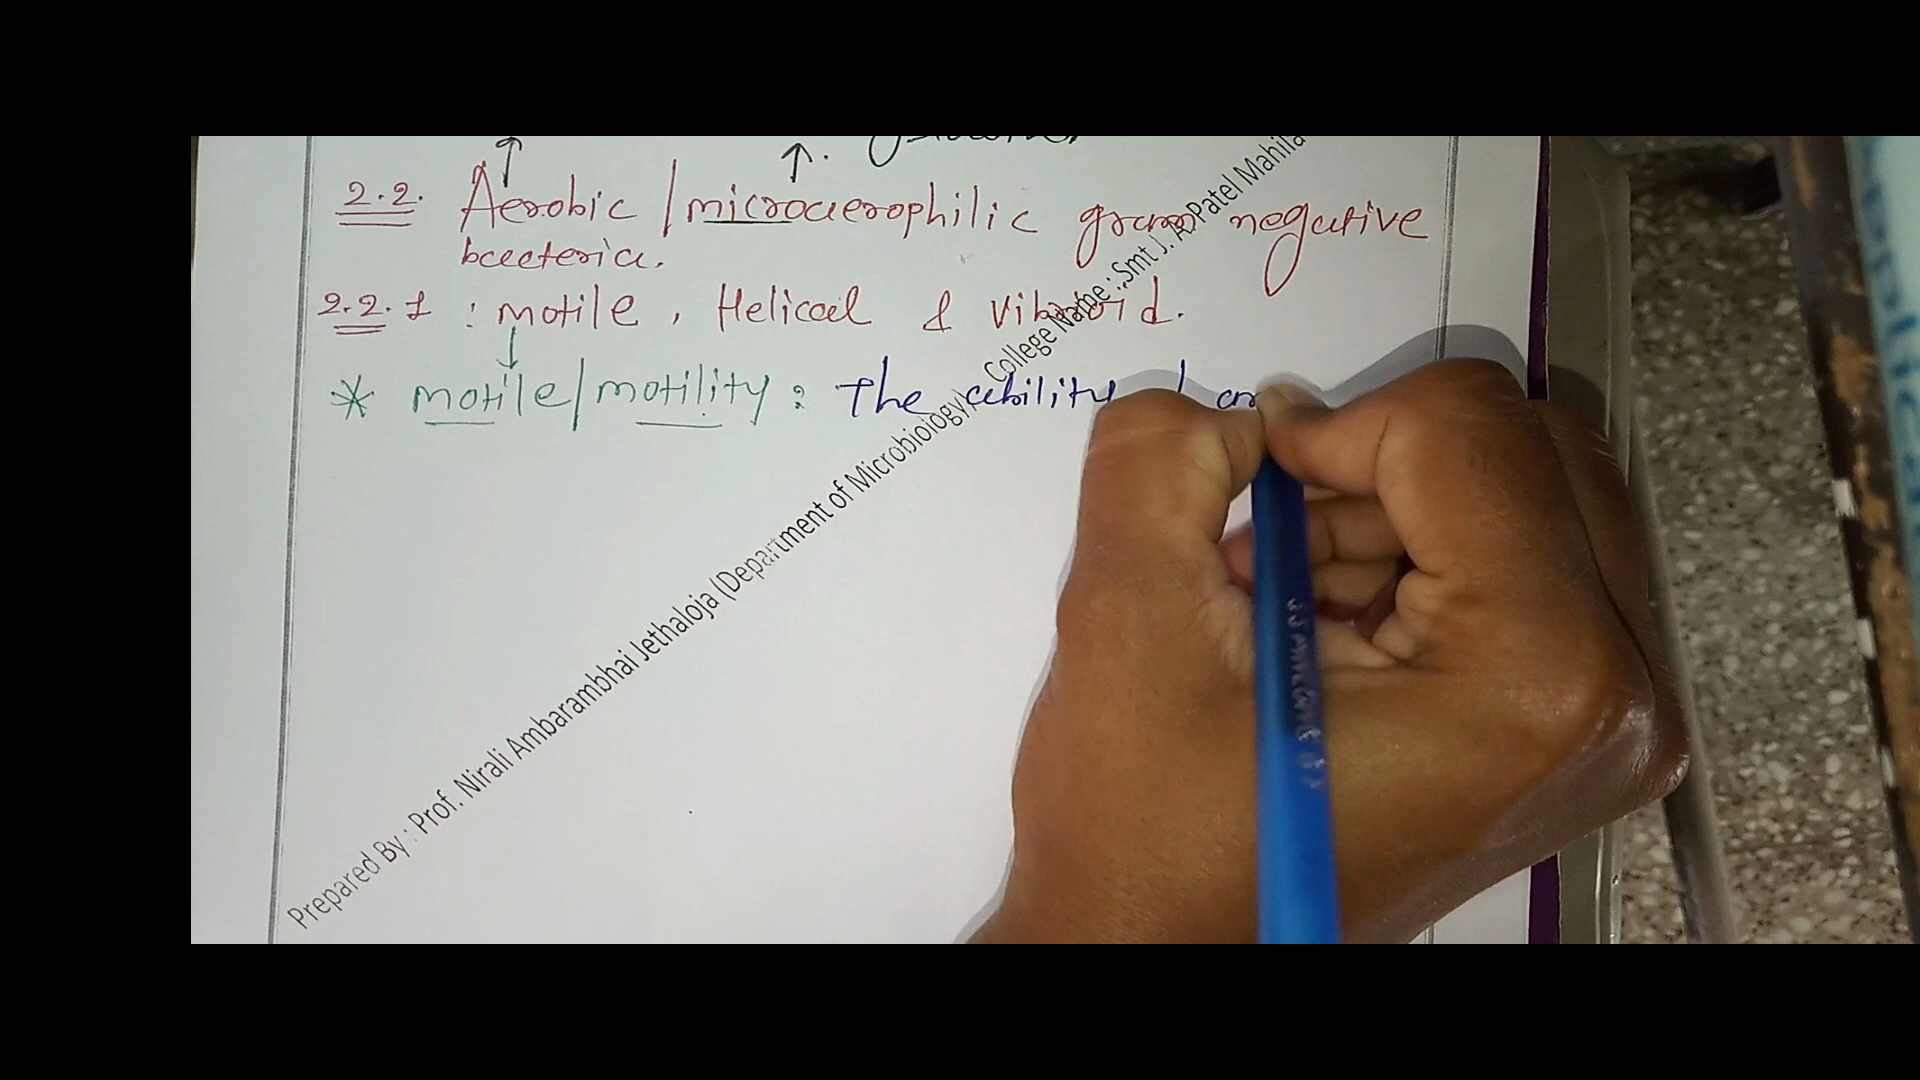 2.2. Aerobic / microaerophilic gram negative
bacteria.
2.2.1 : motile, Helical & Vibrioid.
* motile/motility : The ability
Prepared By : Prof. Nirali Ambarambhai Jethaloja (Department of Microbiology), College Name : Smt J. A. Patel Mahila